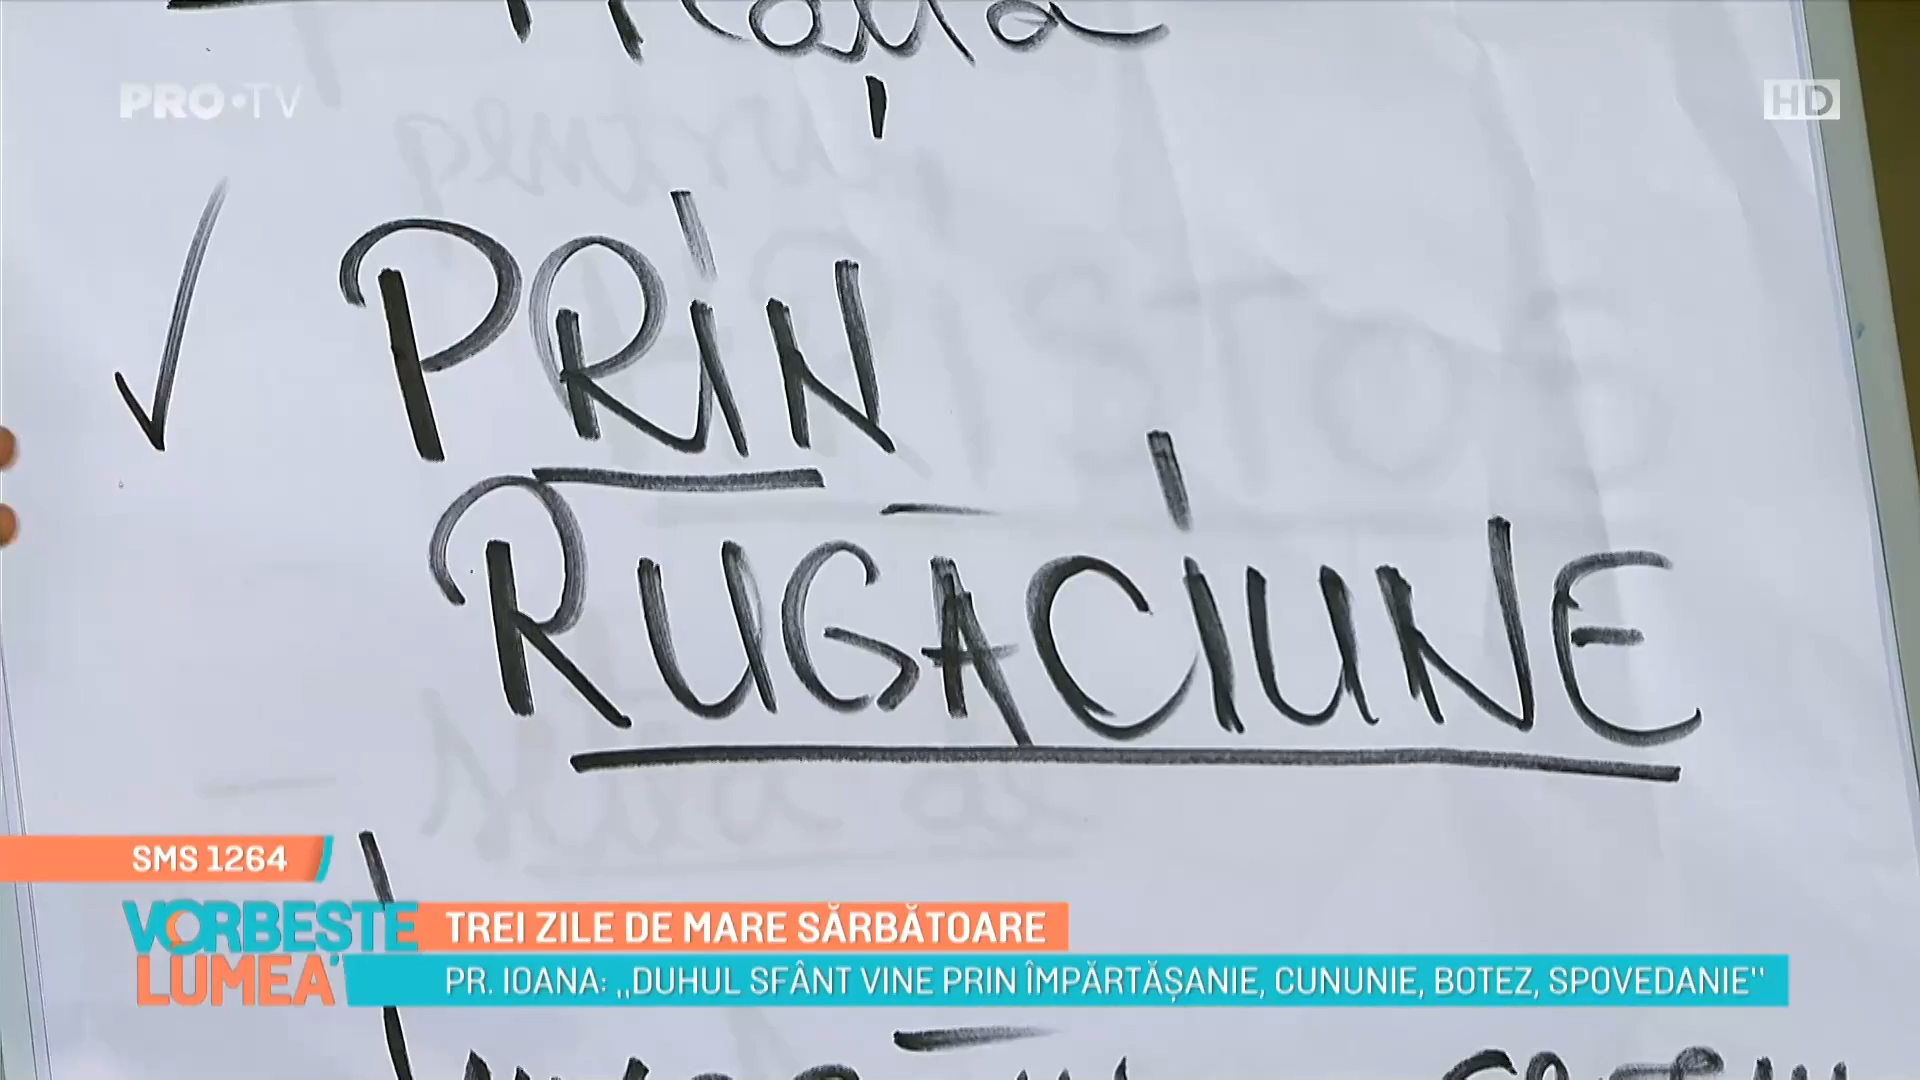 PRO•TV
HD
PRIN
RUGĂCIUNE
SMS 1264
VORBEȘTE
LUMEA
TREI ZILE DE MARE SĂRBĂTOARE
PR. IOANA: ,,DUHUL SFÂNT VINE PRIN ÎMPĂRTĂȘANIE, CUNUNIE, BOTEZ, SPOVEDANIE''